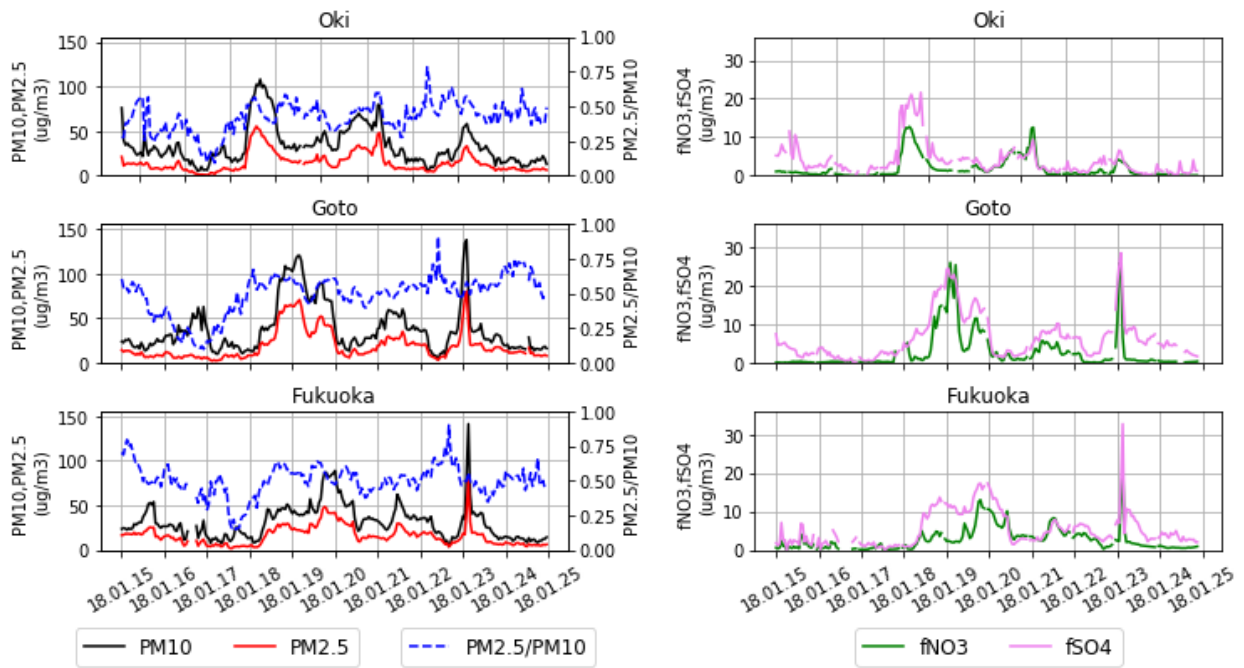 Oki
150
100
50
0
PM10,PM2.5
(ug/m3)
1.00
0.75
0.50
0.25
0.00
PM2.5/PM10
Oki
30
20
10
0
fNO3,fSO4
(ug/m3)
Goto
150
100
50
0
PM10,PM2.5
(ug/m3)
1.00
0.75
0.50
0.25
0.00
PM2.5/PM10
Goto
30
20
10
0
fNO3,fSO4
(ug/m3)
Fukuoka
150
100
50
0
PM10,PM2.5
(ug/m3)
1.00
0.75
0.50
0.25
0.00
PM2.5/PM10
18.01.15
18.01.16
18.01.17
18.01.18
18.01.19
18.01.20
18.01.21
18.01.22
18.01.23
18.01.24
18.01.25
Fukuoka
30
20
10
0
fNO3,fSO4
(ug/m3)
18.01.15
18.01.16
18.01.17
18.01.18
18.01.19
18.01.20
18.01.21
18.01.22
18.01.23
18.01.24
18.01.25
PM10 PM2.5 PM2.5/PM10
fNO3 fSO4